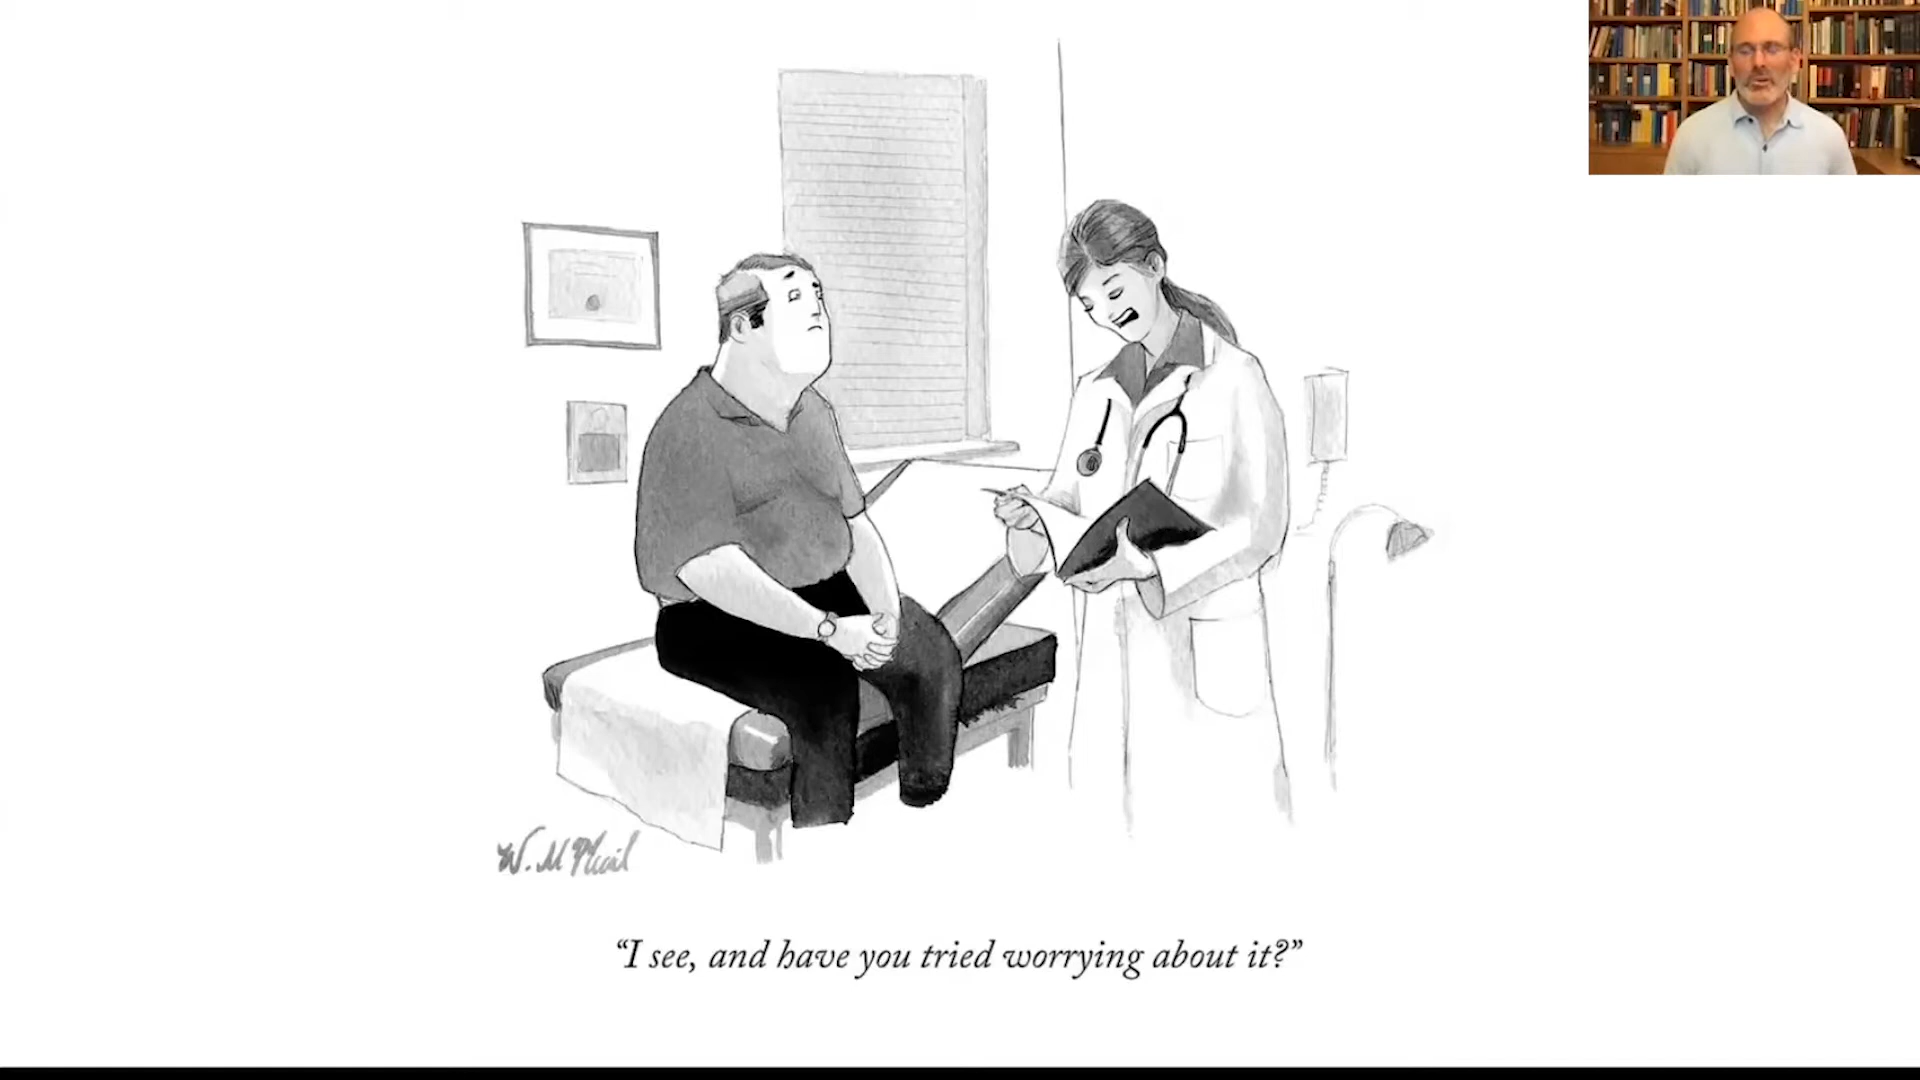 W. McPhail
“I see, and have you tried worrying about it?”